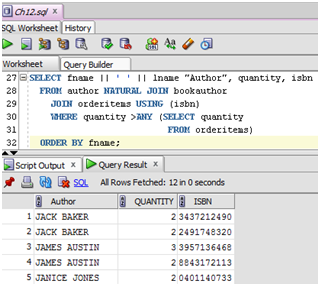 Ch12.sql
SQL Worksheet History
Worksheet Query Builder
27 SELECT fname || ' ' || lname "Author", quantity, isbn
28 FROM author NATURAL JOIN bookauthor
29 JOIN orderitems USING (isbn)
30 WHERE quantity >ANY (SELECT quantity
31 FROM orderitems)
32 ORDER BY fname;
Script Output Query Result
SQL All Rows Fetched: 12 in 0 seconds
Author QUANTITY ISBN
1 JACK BAKER 2 3437212490
2 JACK BAKER 2 2491748320
3 JAMES AUSTIN 3 3957136468
4 JAMES AUSTIN 2 8843172113
5 JANICE JONES 2 0401140733